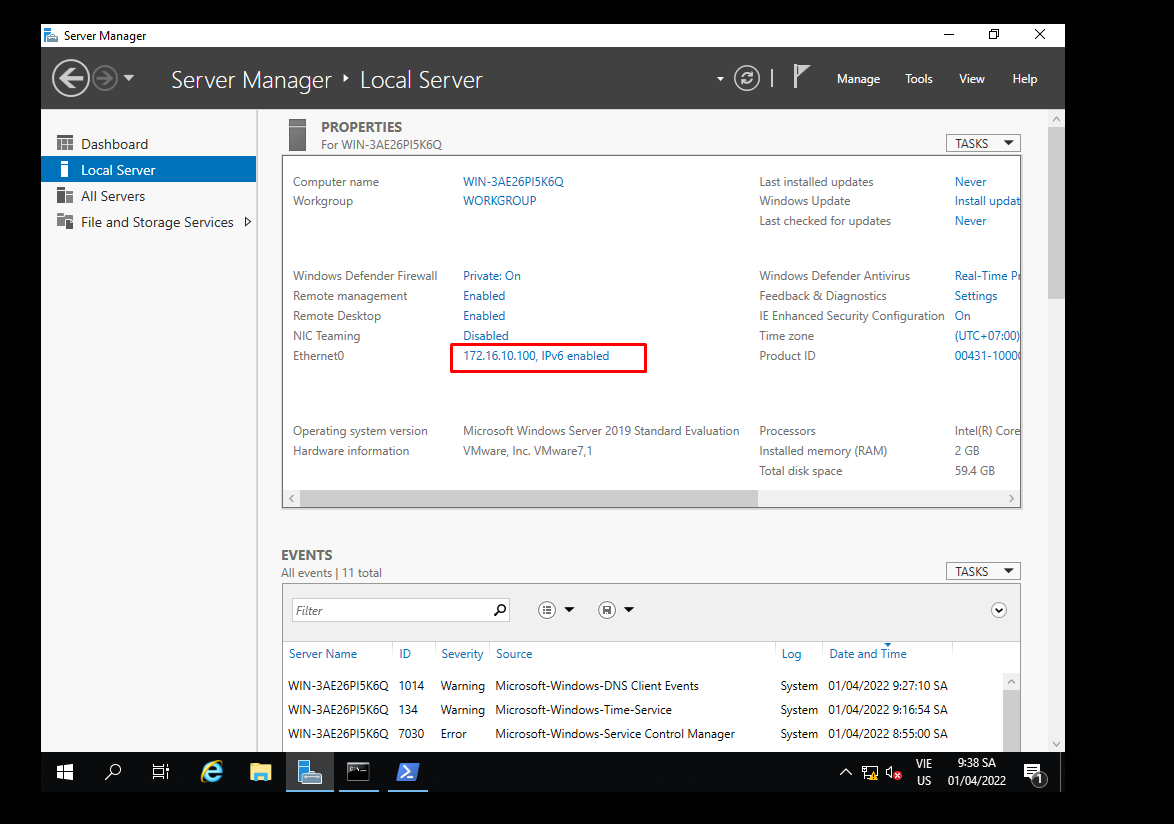 Server Manager
Server Manager Local Server
Manage Tools View Help
Dashboard
Local Server
All Servers
File and Storage Services
PROPERTIES
For WIN-3AE26PI5K6Q
TASKS
Computer name WIN-3AE26PI5K6Q Last installed updates Never
Workgroup WORKGROUP Windows Update Install updat
Last checked for updates Never
Windows Defender Firewall Private: On Windows Defender Antivirus Real-Time Pr
Remote management Enabled Feedback & Diagnostics Settings
Remote Desktop Enabled IE Enhanced Security Configuration On
NIC Teaming Disabled Time zone (UTC+07:00)
Ethernet0 172.16.10.100, IPv6 enabled Product ID 00431-10000
Operating system version Microsoft Windows Server 2019 Standard Evaluation Processors Intel(R) Core
Hardware information VMware, Inc. VMware7,1 Installed memory (RAM) 2 GB
Total disk space 59.4 GB
EVENTS
All events | 11 total
TASKS
Filter
Server Name ID Severity Source Log Date and Time
WIN-3AE26PI5K6Q 1014 Warning Microsoft-Windows-DNS Client Events System 01/04/2022 9:27:10 SA
WIN-3AE26PI5K6Q 134 Warning Microsoft-Windows-Time-Service System 01/04/2022 9:16:54 SA
WIN-3AE26PI5K6Q 7030 Error Microsoft-Windows-Service Control Manager System 01/04/2022 8:55:00 SA
VIE
US
9:38 SA
01/04/2022
1